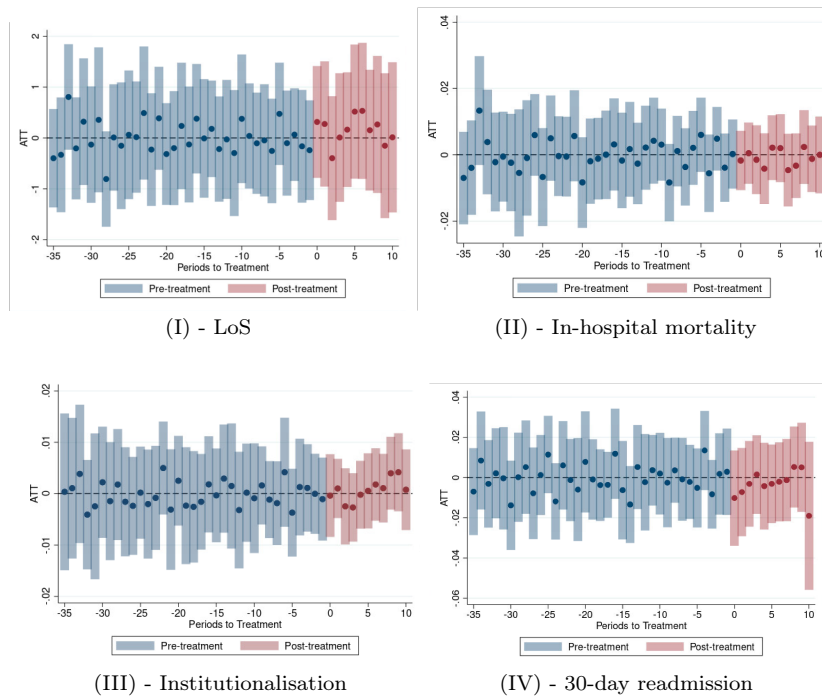 2
1
0
-1
-2
ATT
-35 -30 -25 -20 -15 -10 -5 0 5 10
Periods to Treatment
Pre-treatment Post-treatment
(I) - LoS
.04
.02
0
-.02
ATT
-35 -30 -25 -20 -15 -10 -5 0 5 10
Periods to Treatment
Pre-treatment Post-treatment
(II) - In-hospital mortality
.02
.01
0
-.01
-.02
ATT
-35 -30 -25 -20 -15 -10 -5 0 5 10
Periods to Treatment
Pre-treatment Post-treatment
(III) - Institutionalisation
.04
.02
0
-.02
-.04
-.06
ATT
-35 -30 -25 -20 -15 -10 -5 0 5 10
Periods to Treatment
Pre-treatment Post-treatment
(IV) - 30-day readmission